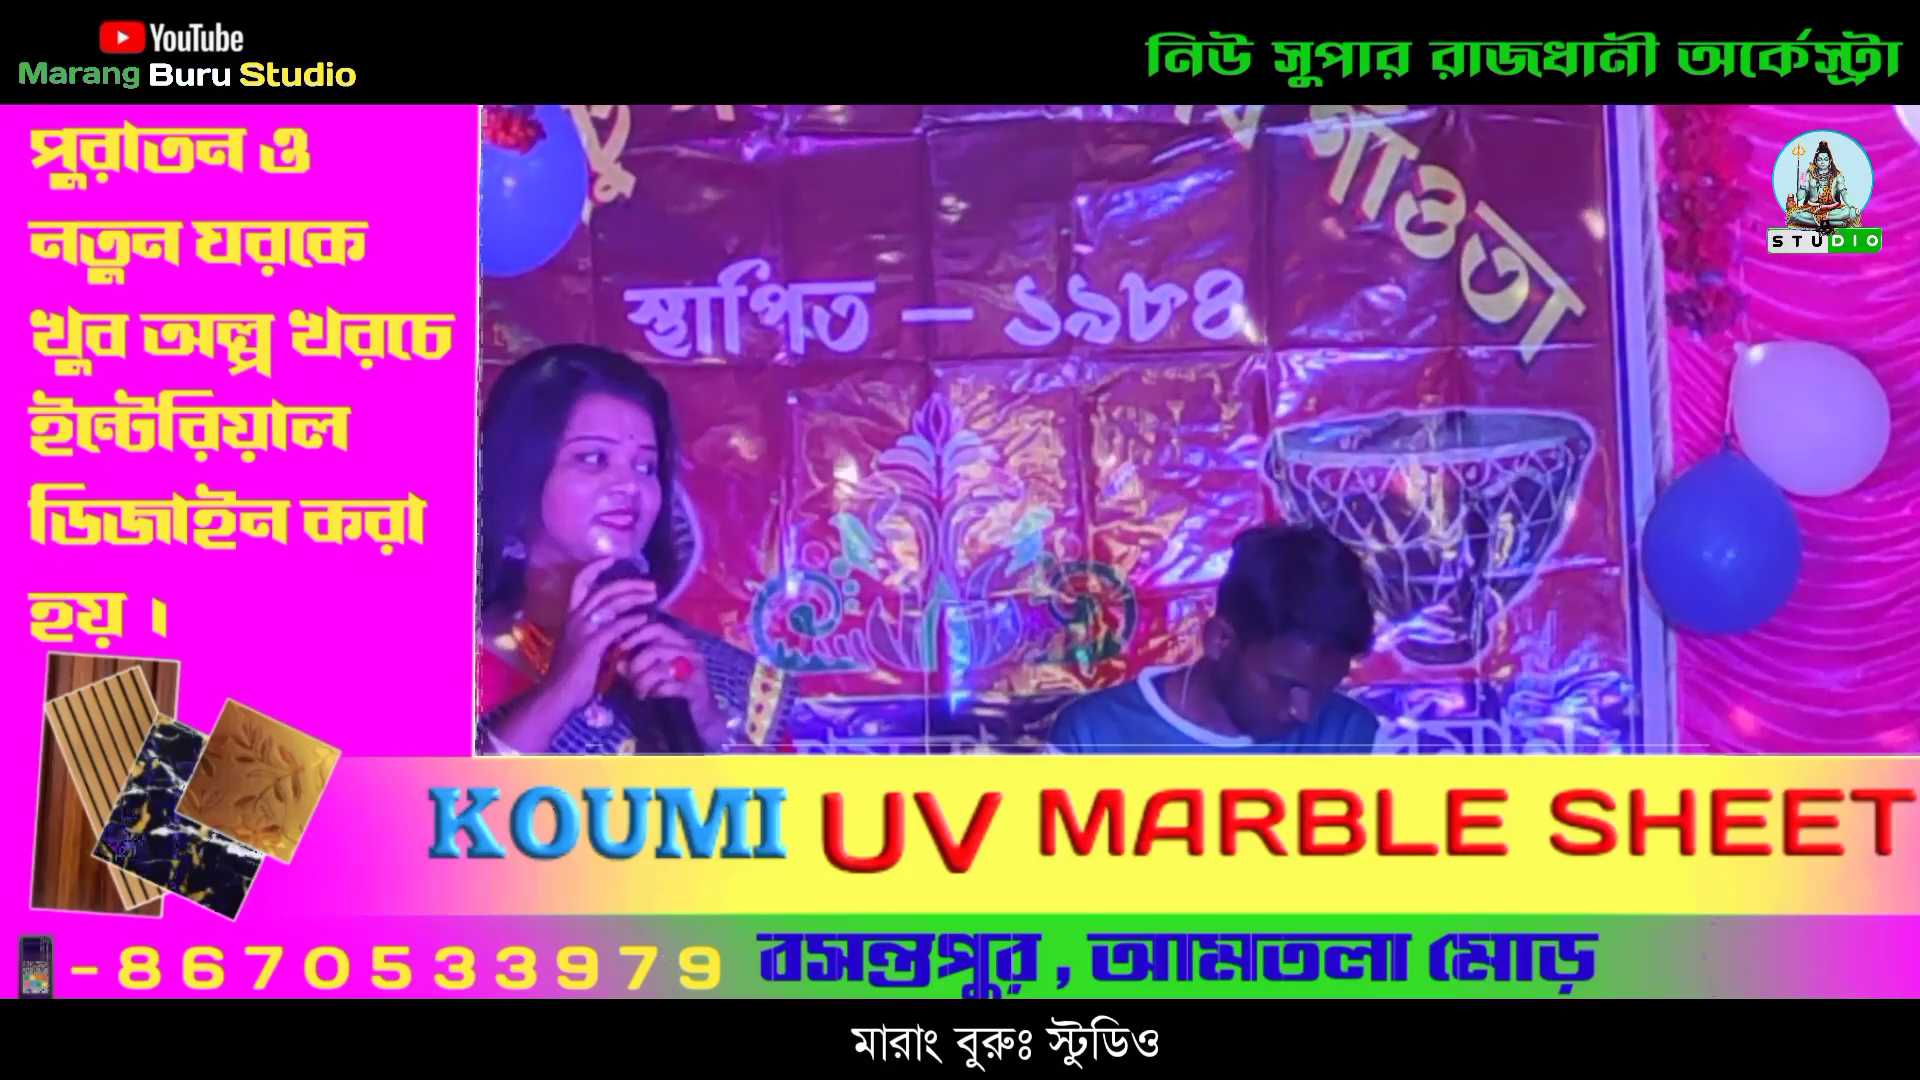 YouTube
Marang Buru Studio
নিউ সুপার রাজধানী অর্কেস্ট্রা
পুরাতন ও
নতুন ঘরকে
খুব অল্প খরচে
ইন্টেরিয়াল
ডিজাইন করা
হয় ।
গাঁওতা
স্থাপিত – ১৯৮৪
STUDIO
KOUMI UV MARBLE SHEET
-8670533979 বসন্তপুর , আমতলা মোড়
মারাং বুরুঃ স্টুডিও